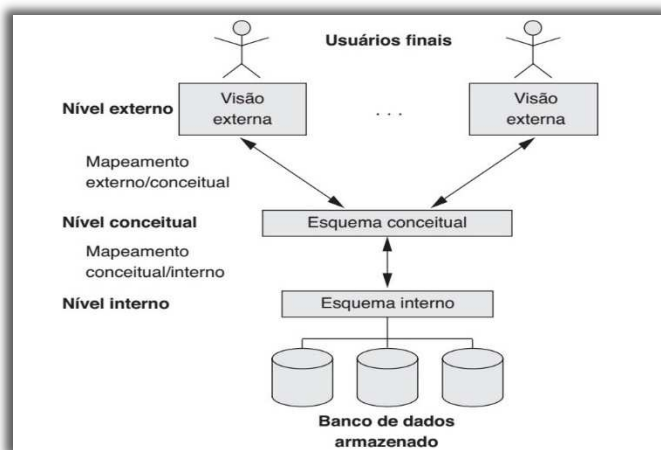 Usuários finais
Nível externo
Visão
externa
. . .
Visão
externa
Mapeamento
externo/conceitual
Nível conceitual
Esquema conceitual
Mapeamento
conceitual/interno
Nível interno
Esquema interno
Banco de dados
armazenado